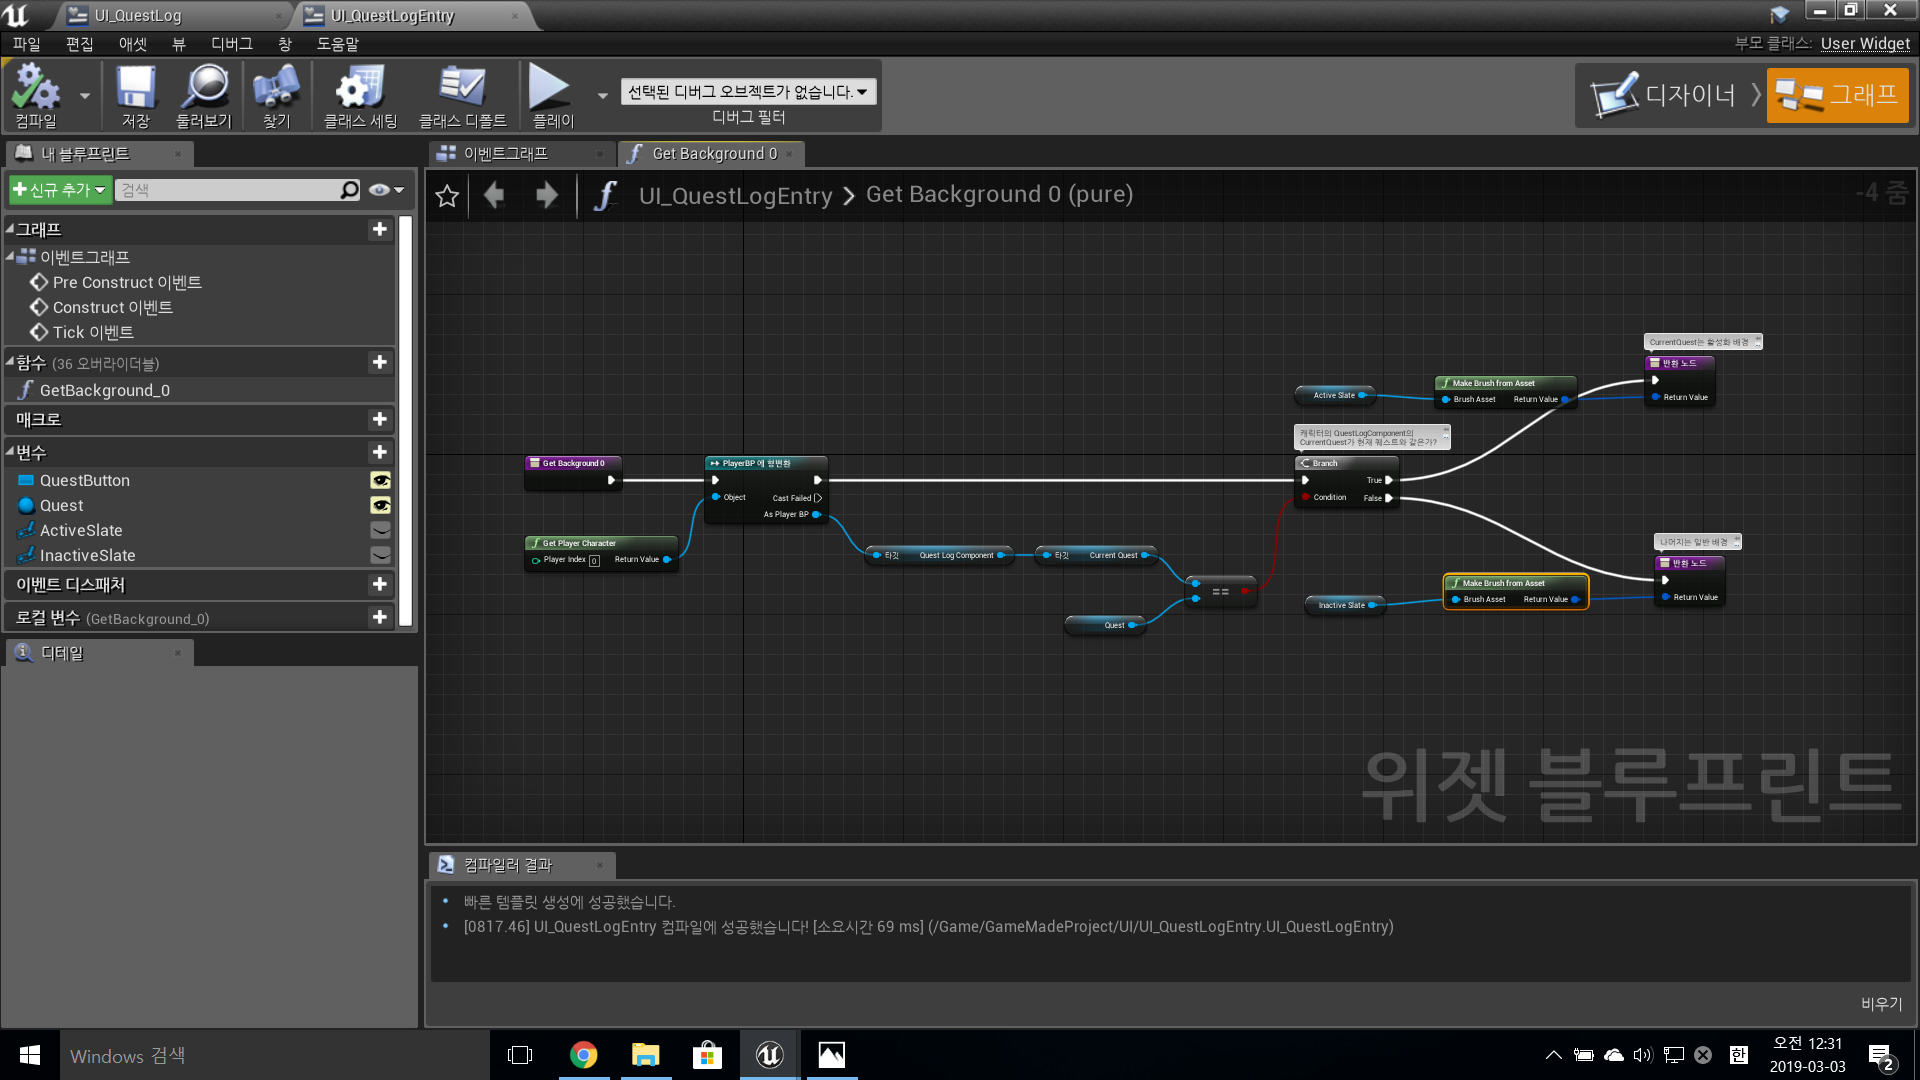 UI_QuestLog
UI_QuestLogEntry
파일 편집 애셋 뷰 디버그 창 도움말
부모 클래스: User Widget
컴파일 저장 둘러보기 찾기 클래스 세팅 클래스 디폴트 플레이
선택된 디버그 오브젝트가 없습니다.
디버그 필터
디자이너
그래프
내 블루프린트
신규 추가
검색
그래프
이벤트그래프
Pre Construct 이벤트
Construct 이벤트
Tick 이벤트
함수 (36 오버라이더블)
GetBackground_0
매크로
변수
QuestButton
Quest
ActiveSlate
InactiveSlate
이벤트 디스패처
로컬 변수 (GetBackground_0)
디테일
이벤트그래프
Get Background 0
UI_QuestLogEntry > Get Background 0 (pure)
-4 줌
CurrentQuest는 활성화 배경
반환 노드
Return Value
Active Slate
Make Brush from Asset
Brush Asset Return Value
캐릭터의 QuestLogComponent의
CurrentQuest가 현재 퀘스트와 같은가?
Branch
True
Condition False
Get Background 0
PlayerBP 에 형변환
Object Cast Failed
As Player BP
Get Player Character
Player Index 0 Return Value
타깃 Quest Log Component
타깃 Current Quest
==
Quest
나머지는 일반 배경
반환 노드
Return Value
Inactive Slate
Make Brush from Asset
Brush Asset Return Value
위젯 블루프린트
컴파일러 결과
빠른 템플릿 생성에 성공했습니다.
[0817.46] UI_QuestLogEntry 컴파일에 성공했습니다! [소요시간 69 ms] (/Game/GameMadeProject/UI/UI_QuestLogEntry.UI_QuestLogEntry)
비우기
Windows 검색
한
오전 12:31
2019-03-03
2